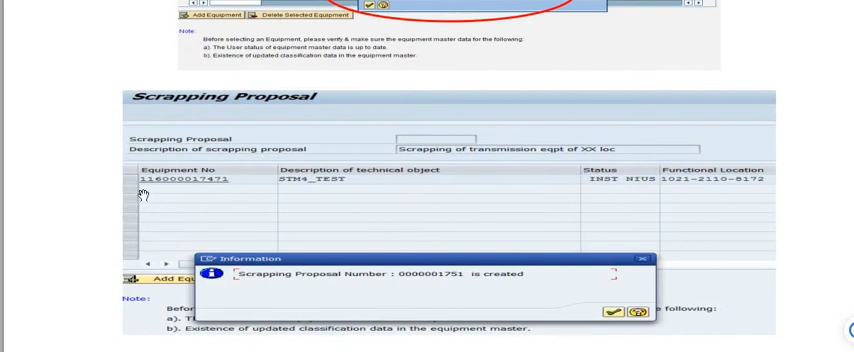 Add Equipment Delete Selected Equipment
Note:
Before selecting an Equipment, please verify & make sure the equipment master data for the following:
a). The User status of equipment master data is up to date.
b). Existence of updated classification data in the equipment master.
Scrapping Proposal
Scrapping Proposal
Description of scrapping proposal Scrapping of transmission eqpt of XX loc
Equipment No Description of technical object Status Functional Location
116000017471 STM4_TEST INST NIUS 1021-2110-8172
Information
Scrapping Proposal Number : 0000001751 is created
Add Equ
Note:
Befor e following:
a). Th
b). Existence of updated classification data in the equipment master.